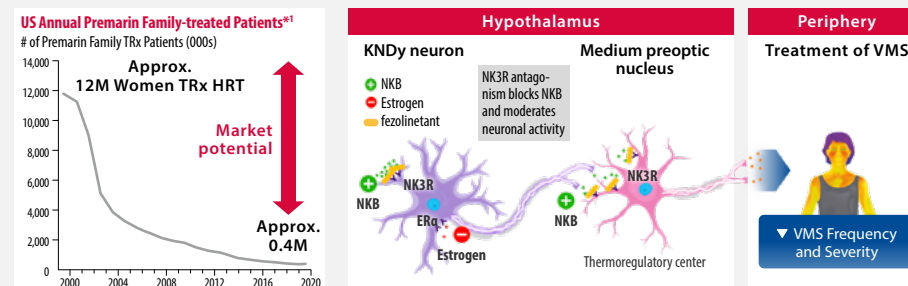 US Annual Premarin Family-treated Patients*1
# of Premarin Family TRx Patients (000s)
14,000
12,000
10,000
8,000
6,000
4,000
2,000
0
2000
2004
2008
2012
2016
2020
Approx.
12M Women TRx HRT
Market
potential
Approx.
0.4M
Hypothalamus
KNDy neuron
Medium preoptic
nucleus
NKB
Estrogen
fezolinetant
NK3R antago-
nism blocks NKB
and moderates
neuronal activity
NK3R
NKB
ERα
Estrogen
NK3R
NKB
Thermoregulatory center
Periphery
Treatment of VMS
▼ VMS Frequency
and Severity